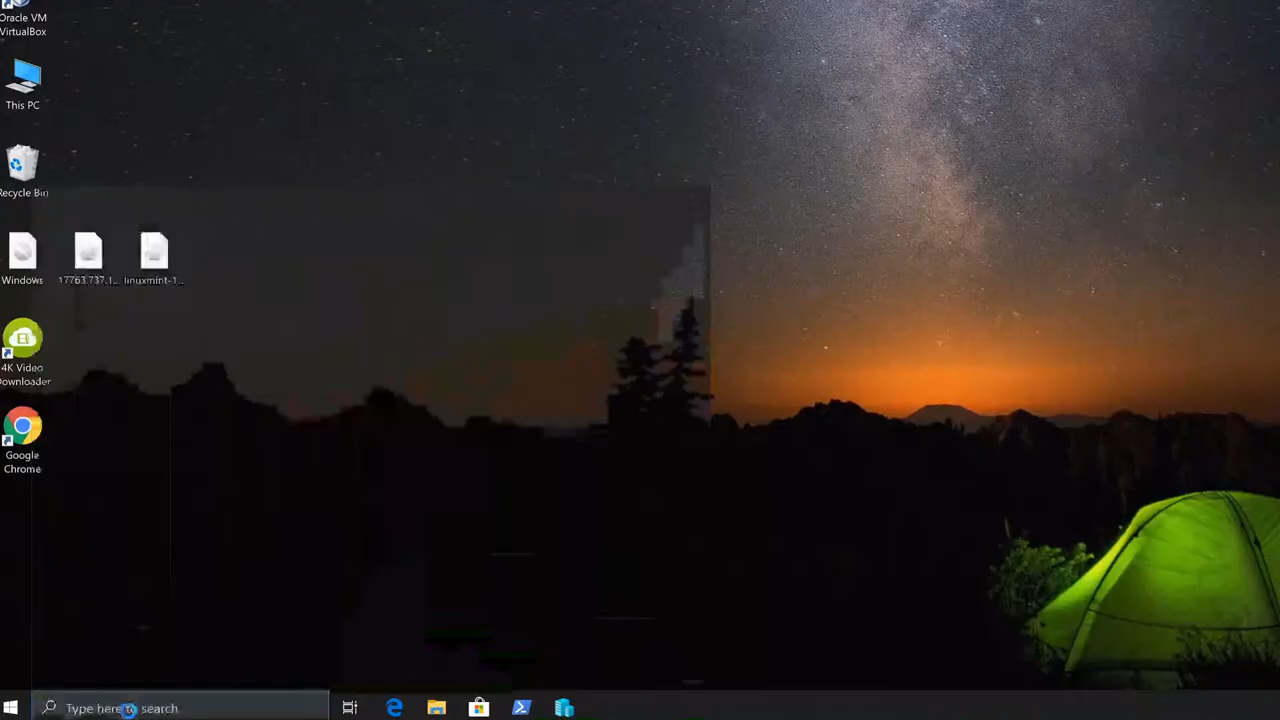 Oracle VM
VirtualBox
This PC
Recycle Bin
Windows
17763.737.1...
linuxmint-1...
4K Video
Downloader
Google
Chrome
Type here to search